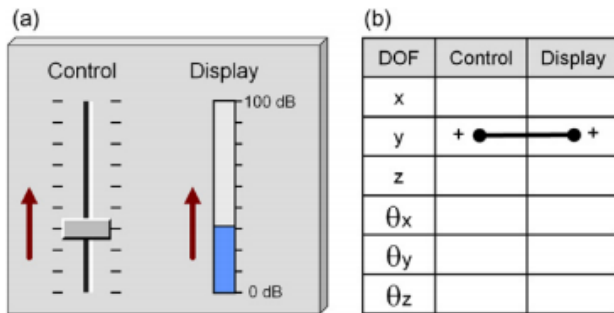 (a)
Control Display
100 dB
0 dB
(b)
DOF Control Display
x
y + +
z
θx
θy
θz